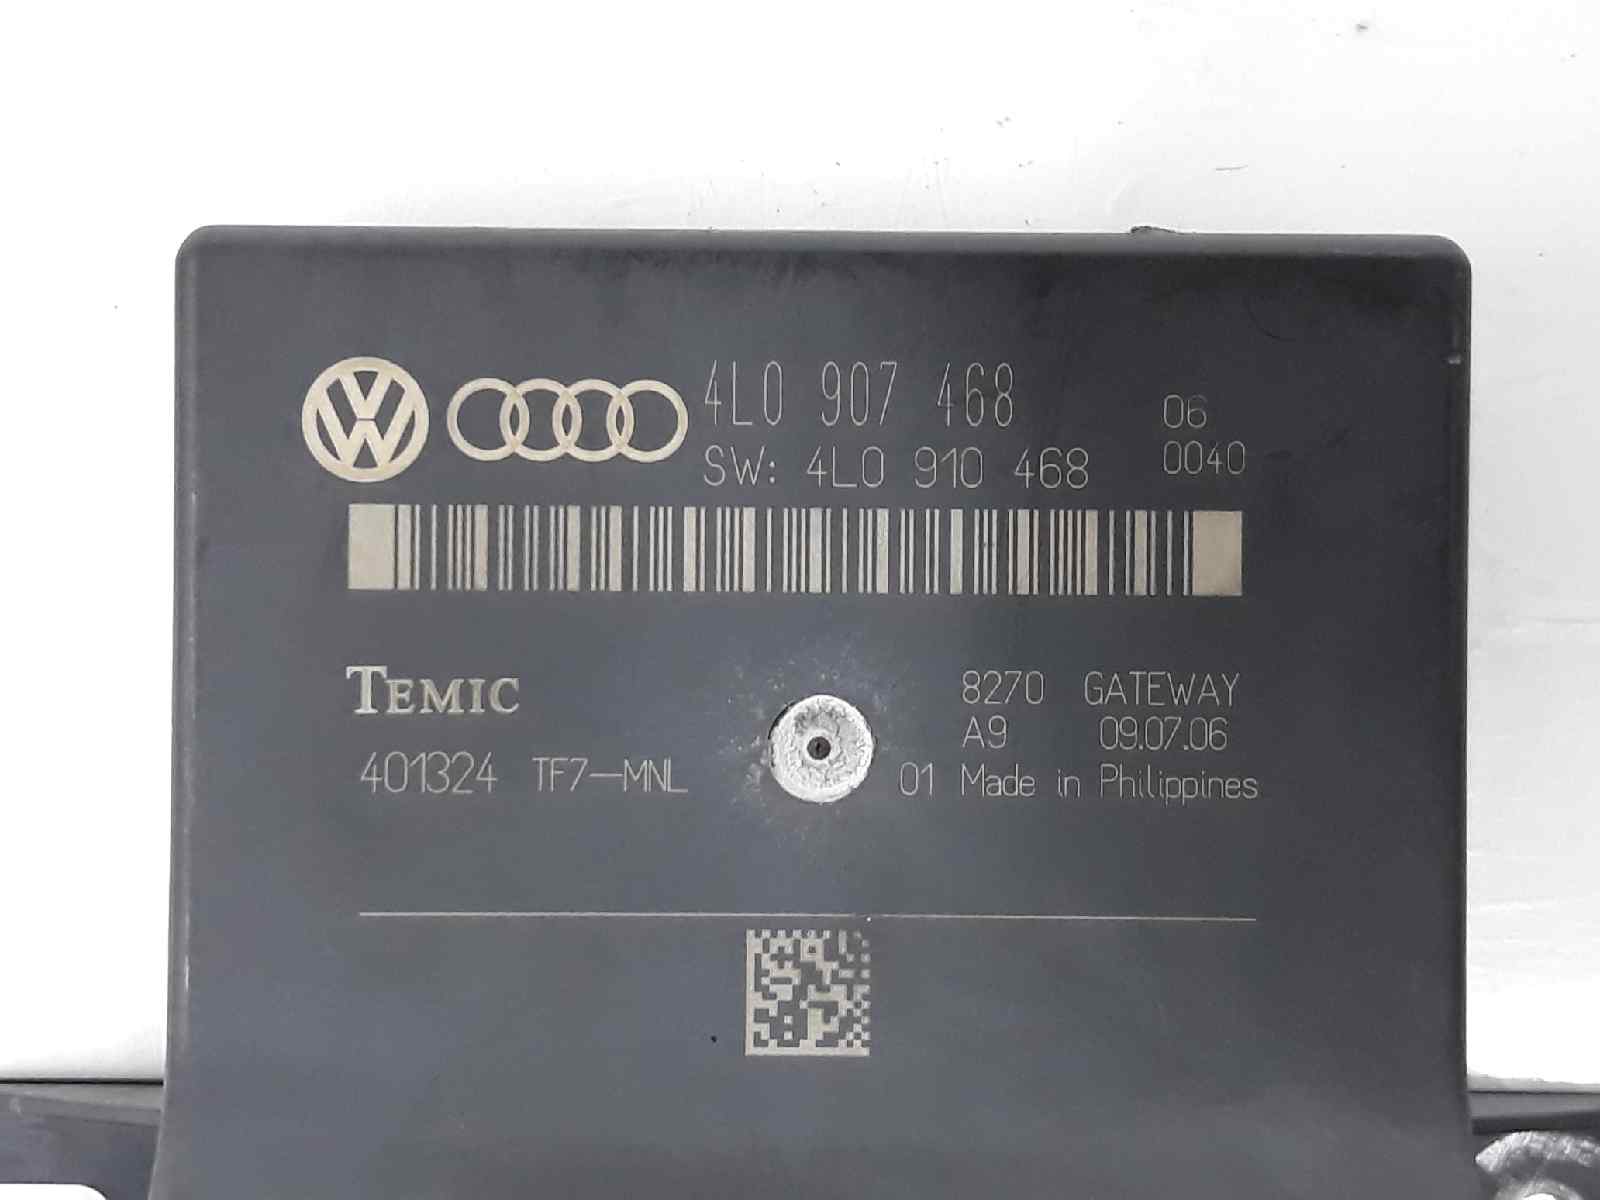 4L0 907 468 06
SW: 4L0 910 468 0040
TEMIC 8270 GATEWAY
A9 09.07.06
401324 TF7-MNL 01 Made in Philippines